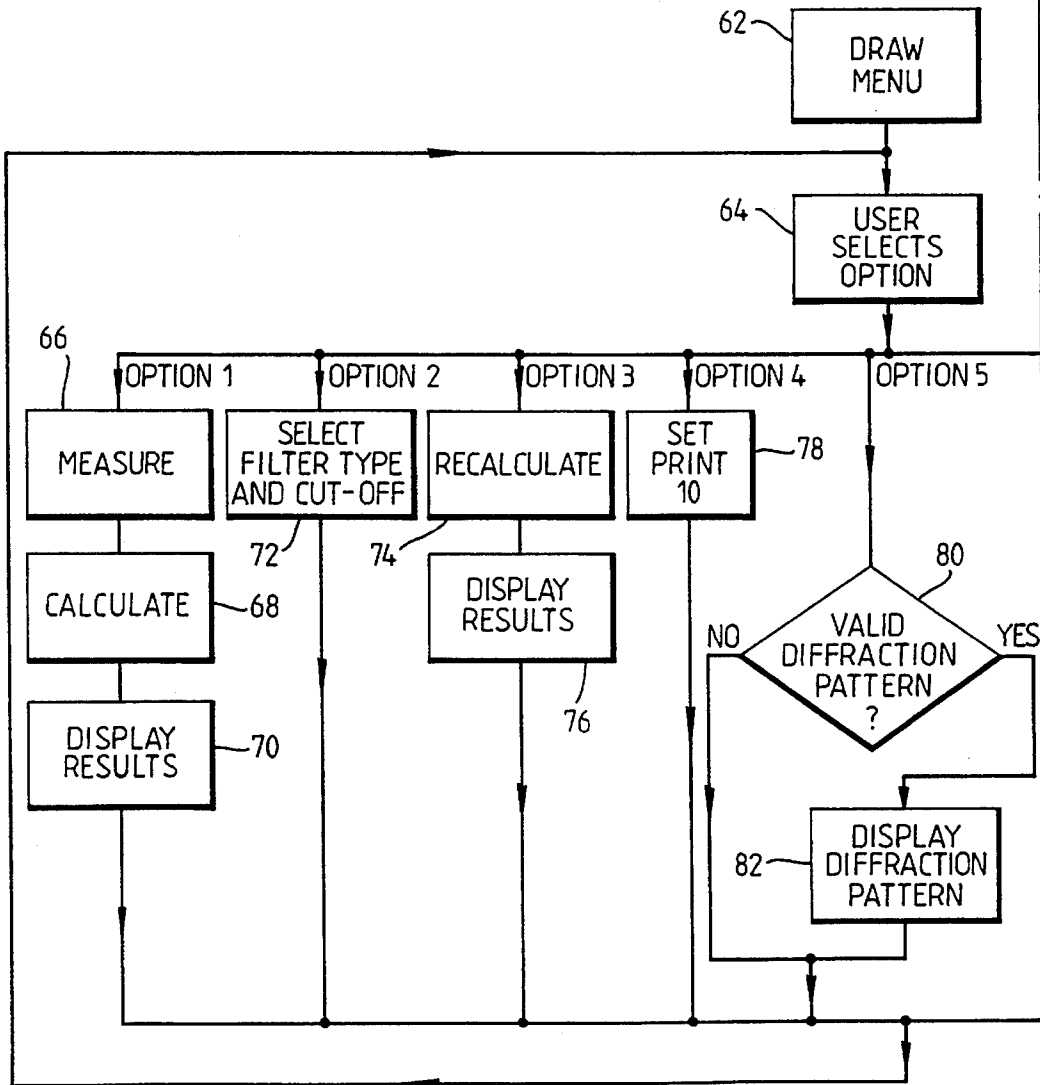 62
DRAW
MENU
64
USER
SELECTS
OPTION
66
OPTION 1
OPTION 2
OPTION 3
OPTION 4
OPTION 5
MEASURE
SELECT
FILTER TYPE
AND CUT-OFF
RECALCULATE
SET
PRINT
10
78
72
74
CALCULATE
68
DISPLAY
RESULTS
76
80
NO
VALID
DIFFRACTION
PATTERN
?
YES
DISPLAY
RESULTS
70
82
DISPLAY
DIFFRACTION
PATTERN